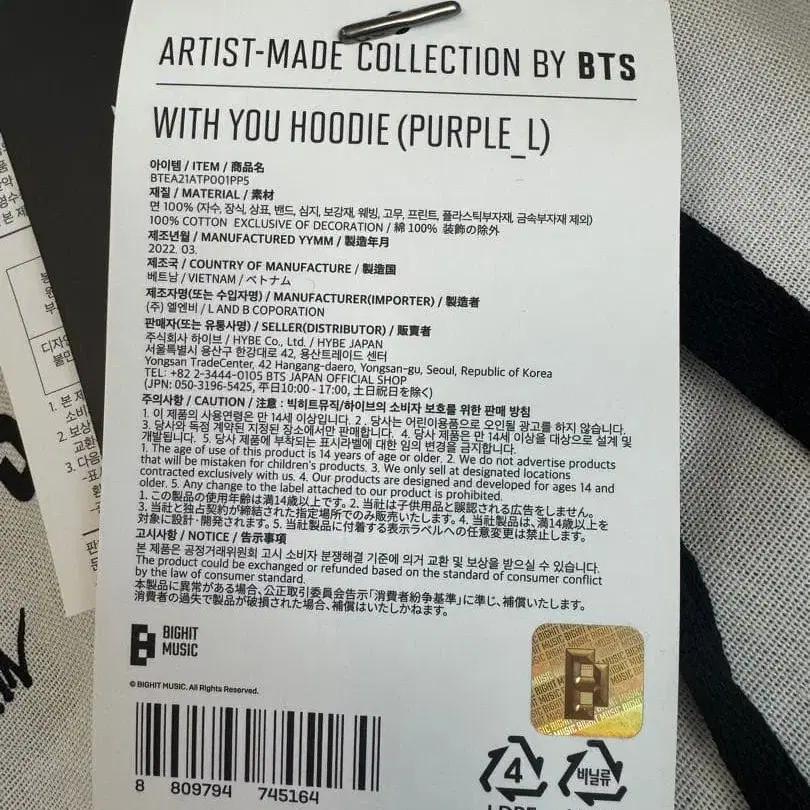 ARTIST-MADE COLLECTION BY BTS
WITH YOU HOODIE (PURPLE_L)
아이템 / ITEM / 商品名
BTEA21ATP001PP5
재질 / MATERIAL / 素材
면 100% (자수, 장식, 상표, 밴드, 심지, 보강재, 웨빙, 고무, 프린트, 플라스틱부자재, 금속부자재 제외)
100% COTTON EXCLUSIVE OF DECORATION / 綿 100% 装飾の除外
제조년월 / MANUFACTURED YYMM / 製造年月
2022. 03.
제조국 / COUNTRY OF MANUFACTURE / 製造国
베트남 / VIETNAM / ベトナム
제조자명(또는 수입자명) / MANUFACTURER(IMPORTER) / 製造者
(주) 엘엔비 / L AND B COPORATION
판매자(또는 유통사명) / SELLER(DISTRIBUTOR) / 販賣者
주식회사 하이브 / HYBE Co., Ltd. / HYBE JAPAN
서울특별시 용산구 한강대로 42, 용산트레이드 센터
Yongsan TradeCenter, 42 Hangang-daero, Yongsan-gu, Seoul, Republic of Korea
TEL: +82 2-3444-0105 BTS JAPAN OFFICIAL SHOP
(JPN: 050-3196-5425, 平日10:00 - 17:00, 土日祝日を除く)
주의사항 / CAUTION / 注意 : 빅히트뮤직/하이브의 소비자 보호를 위한 판매 방침
1. 이 제품의 사용연령은 만 14세 이상입니다. 2. 당사는 어린이용품으로 오인될 광고를 하지 않습니다.
3. 당사와 독점 계약된 지정된 장소에서만 판매합니다. 4. 당사 제품은 만 14세 이상을 대상으로 설계 및
개발됩니다. 5. 당사 제품에 부착되는 표시라벨에 대한 임의 변경을 금지합니다.
1. The age of use of this product is 14 years of age or older. 2. We do not advertise products
that will be mistaken for children's products. 3. We only sell at designated locations
contracted exclusively with us. 4. Our products are designed and developed for ages 14 and
older. 5. Any change to the label attached to our product is prohibited.
1. この製品の使用年齢は満14歳以上です。2. 当社は子供用品と誤認される広告をしません。
3. 当社と独占契約が締結された指定場所でのみ販売いたします。4. 当社製品は、満14歳以上を
対象に設計・開発されます。5. 当社製品に付着する表示ラベルへの任意変更は禁止します。
고시사항 / NOTICE / 告示事項
본 제품은 공정거래위원회 고시 소비자 분쟁해결 기준에 의거 교환 및 보상을 받으실 수 있습니다.
The product could be exchanged or refunded based on the standard of consumer conflict
by the law of consumer standard.
本製品に異常がある場合、公正取引委員会告示「消費者紛争基準」に準じ、補償いたします。
消費者の過失で製品が破損された場合、補償はいたしかねます。
BIGHIT
MUSIC
© BIGHIT MUSIC. All Rights Reserved.
BIGHIT MUSIC
8 809794 745164
4
LDPE
비닐류
디자인
1. 본 제
소비
2. 보상
교환
3. 다음